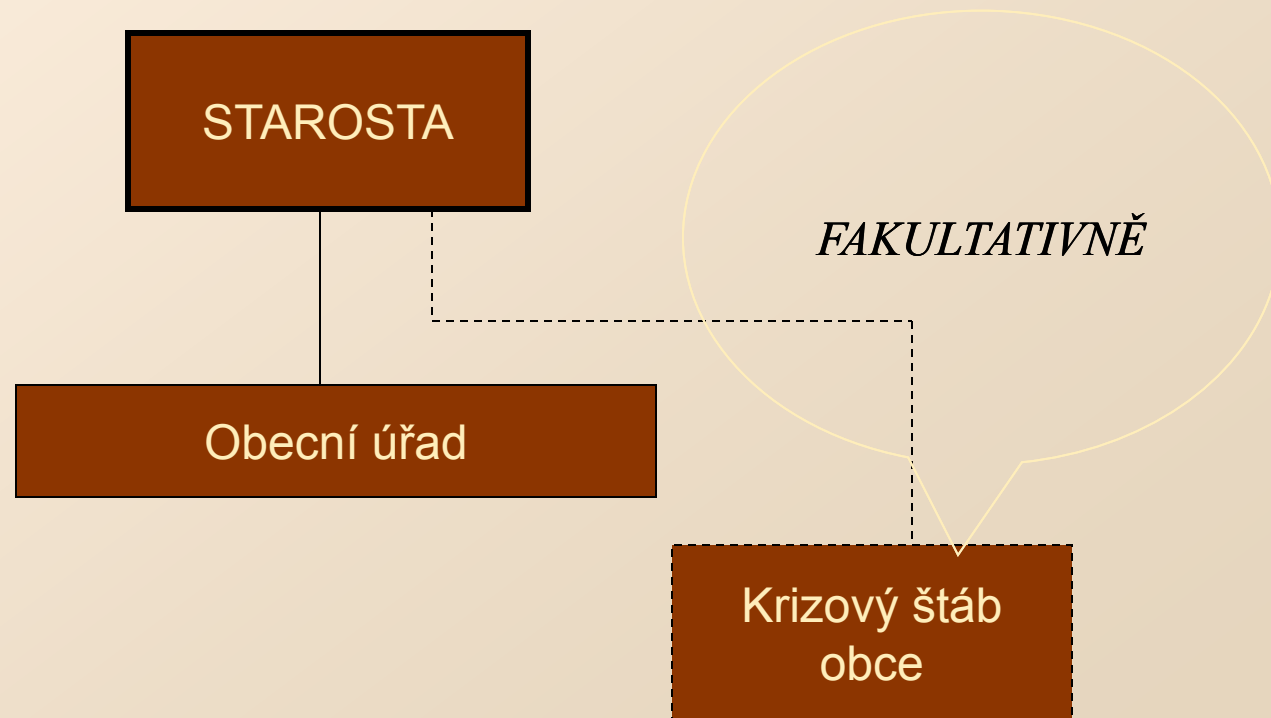 STAROSTA
FAKULTATIVNĚ
Obecní úřad
Krizový štáb
obce